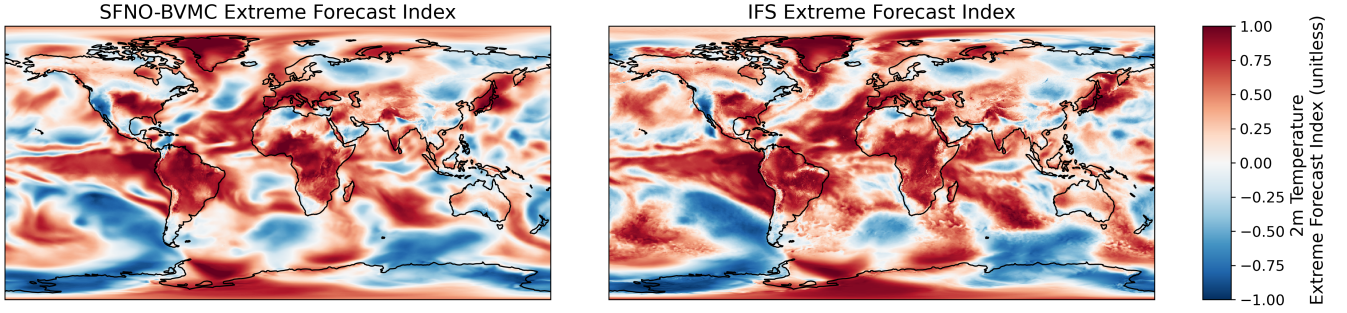 SFNO-BVMC Extreme Forecast Index
IFS Extreme Forecast Index
1.00
0.75
0.50
0.25
0.00
−0.25
−0.50
−0.75
−1.00
2m Temperature
Extreme Forecast Index (unitless)